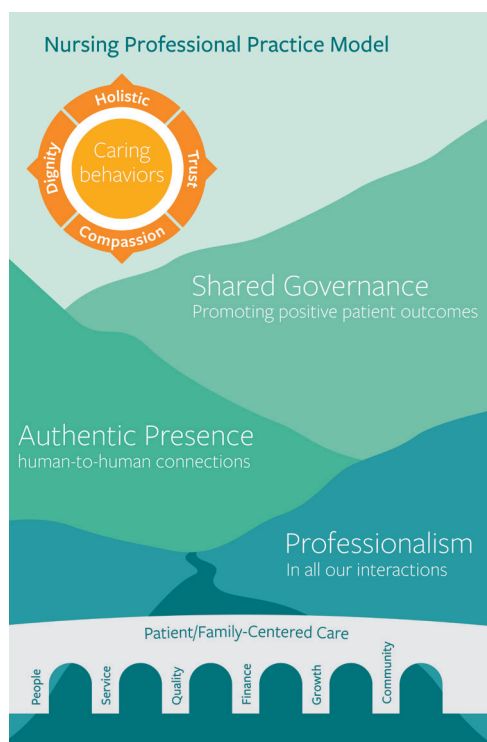 Nursing Professional Practice Model
Holistic
Dignity
Caring
behaviors
Trust
Compassion
Shared Governance
Promoting positive patient outcomes
Authentic Presence
human-to-human connections
Professionalism
In all our interactions
Patient/Family-Centered Care
People
Service
Quality
Finance
Growth
Community